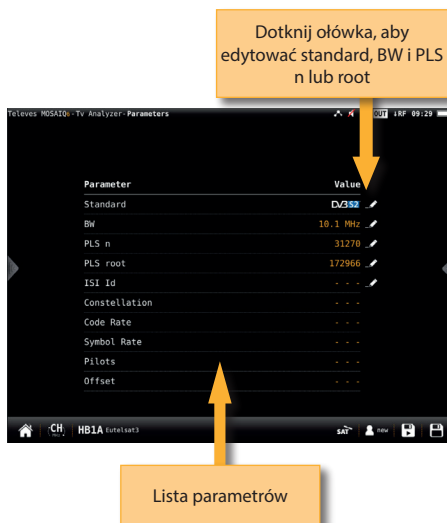 Dotknij ołówka, aby
edytować standard, BW i PLS
n lub root
Televes MOSAIQ6-Tv Analyzer-Parameters
OUT RF 09:29
Parameter Value
Standard DVB S2
BW 10.1 MHz
PLS n 31270
PLS root 172966
ISI Id - - -
Constellation - - -
Code Rate - - -
Symbol Rate - - -
Pilots - - -
Offset - - -
CH HB1A Eutelsat3 SAT new
Lista parametrów